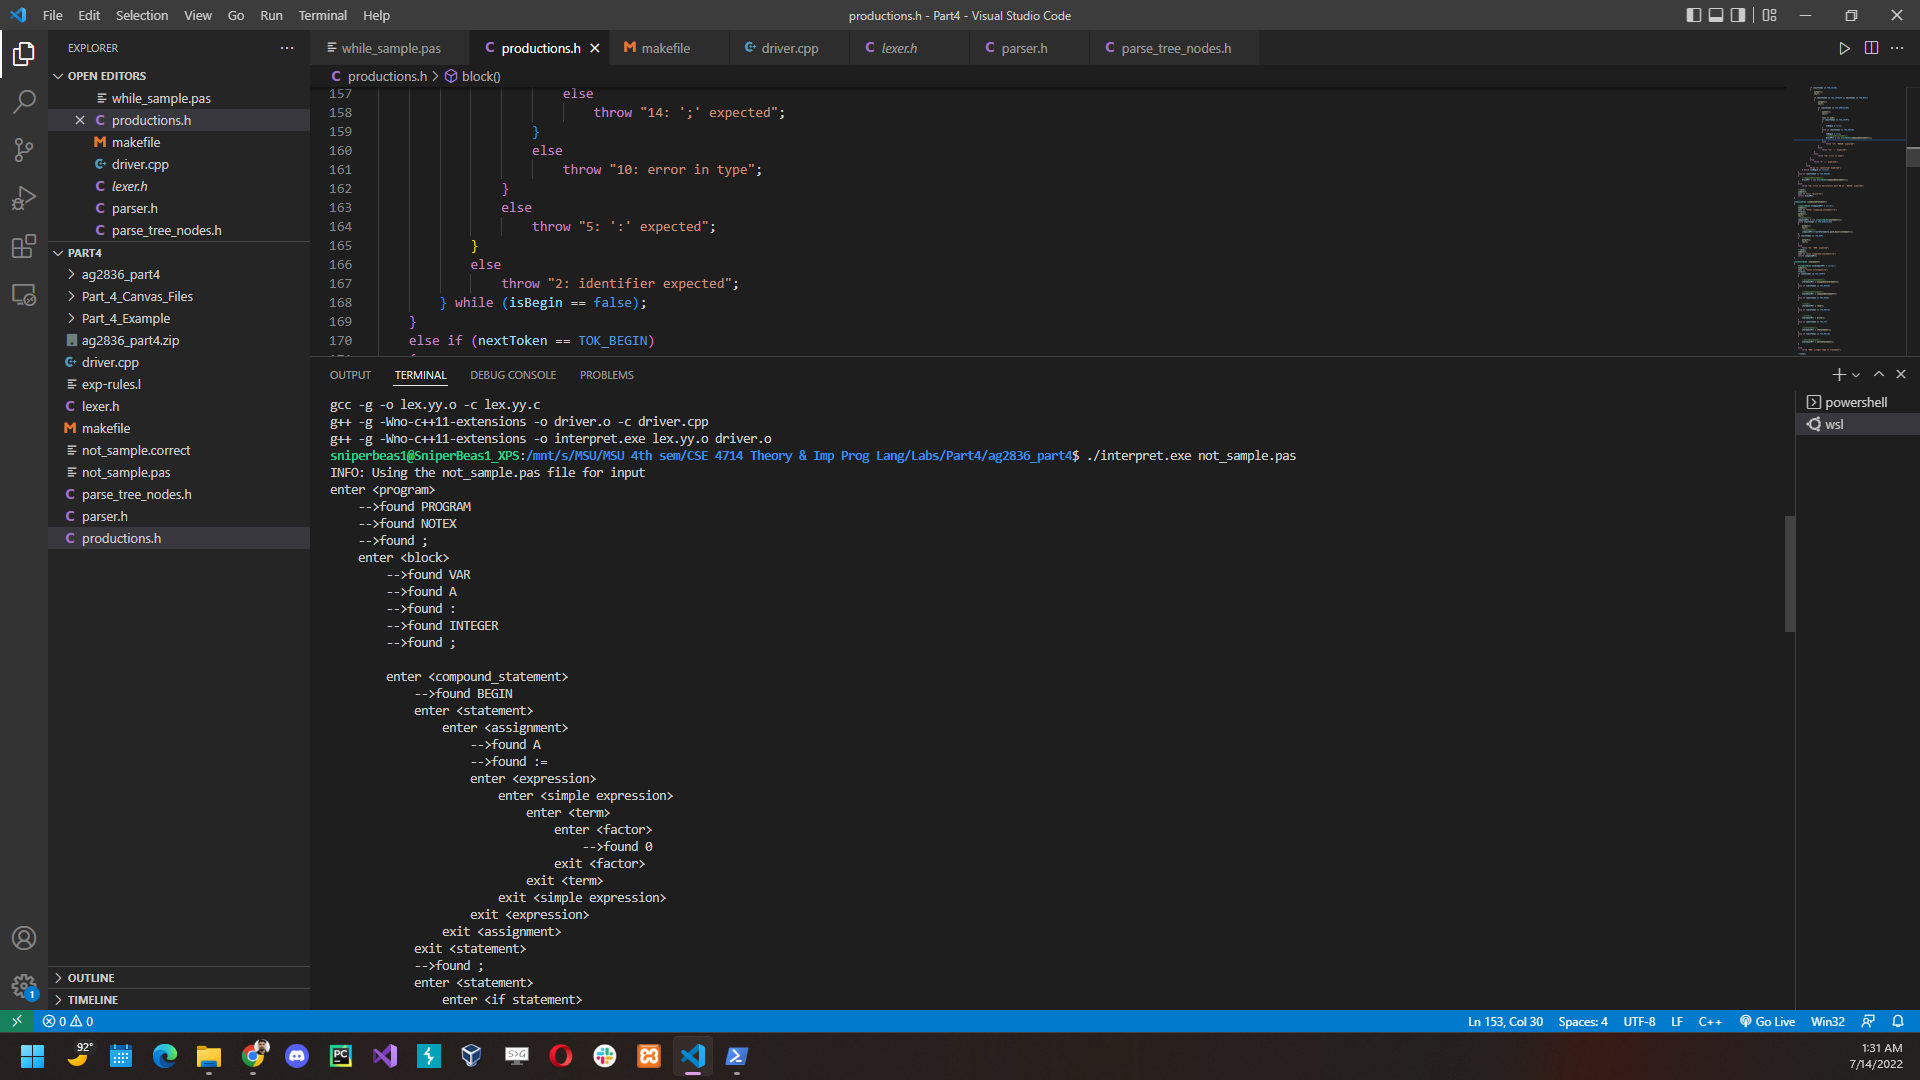 File Edit Selection View Go Run Terminal Help
productions.h - Part4 - Visual Studio Code
EXPLORER
while_sample.pas
C productions.h
M makefile
driver.cpp
C lexer.h
C parser.h
C parse_tree_nodes.h
OPEN EDITORS
while_sample.pas
C productions.h
M makefile
driver.cpp
C lexer.h
C parser.h
C parse_tree_nodes.h
PART4
ag2836_part4
Part_4_Canvas_Files
Part_4_Example
ag2836_part4.zip
driver.cpp
exp-rules.l
C lexer.h
M makefile
not_sample.correct
not_sample.pas
C parse_tree_nodes.h
C parser.h
C productions.h
OUTLINE
TIMELINE
C productions.h > block()
157 else
158 throw "14: ';' expected";
159 }
160 else
161 throw "10: error in type";
162 }
163 else
164 throw "5: ':' expected";
165 }
166 else
167 throw "2: identifier expected";
168 } while (isBegin == false);
169 }
170 else if (nextToken == TOK_BEGIN)
OUTPUT TERMINAL DEBUG CONSOLE PROBLEMS
powershell
wsl
gcc -g -o lex.yy.o -c lex.yy.c
g++ -g -Wno-c++11-extensions -o driver.o -c driver.cpp
g++ -g -Wno-c++11-extensions -o interpret.exe lex.yy.o driver.o
sniperbeas1@SniperBeas1_XPS:/mnt/s/MSU/MSU 4th sem/CSE 4714 Theory & Imp Prog Lang/Labs/Part4/ag2836_part4$ ./interpret.exe not_sample.pas
INFO: Using the not_sample.pas file for input
enter <program>
-->found PROGRAM
-->found NOTEX
-->found ;
enter <block>
-->found VAR
-->found A
-->found :
-->found INTEGER
-->found ;
enter <compound_statement>
-->found BEGIN
enter <statement>
enter <assignment>
-->found A
-->found :=
enter <expression>
enter <simple expression>
enter <term>
enter <factor>
-->found 0
exit <factor>
exit <term>
exit <simple expression>
exit <expression>
exit <assignment>
exit <statement>
-->found ;
enter <statement>
enter <if statement>
1
0 0
Ln 153, Col 30 Spaces: 4 UTF-8 LF C++ Go Live Win32
92°
PC
1:31 AM
7/14/2022